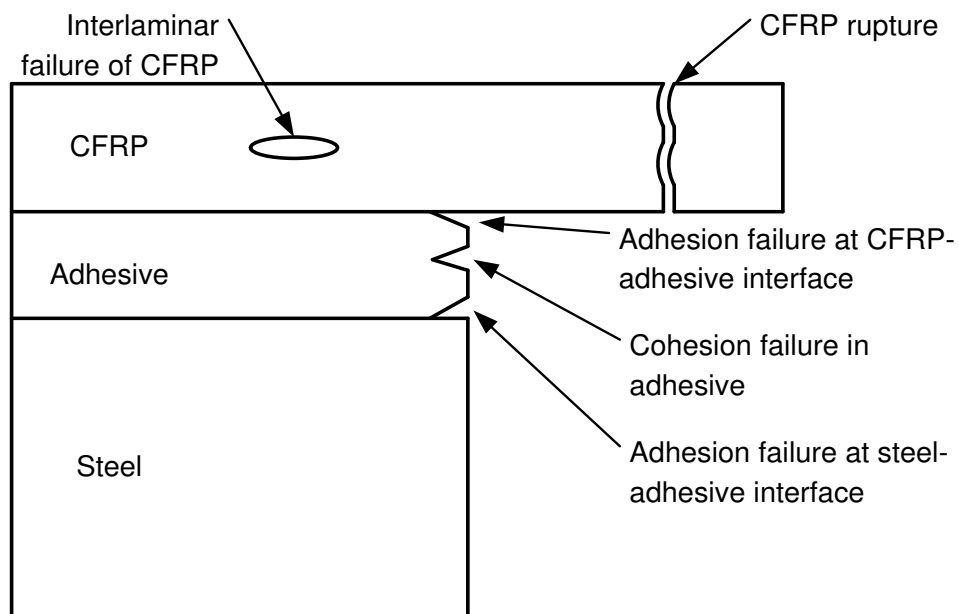 Interlaminar
failure of CFRP
CFRP rupture
CFRP
Adhesion failure at CFRP-
adhesive interface
Adhesive
Cohesion failure in
adhesive
Steel
Adhesion failure at steel-
adhesive interface